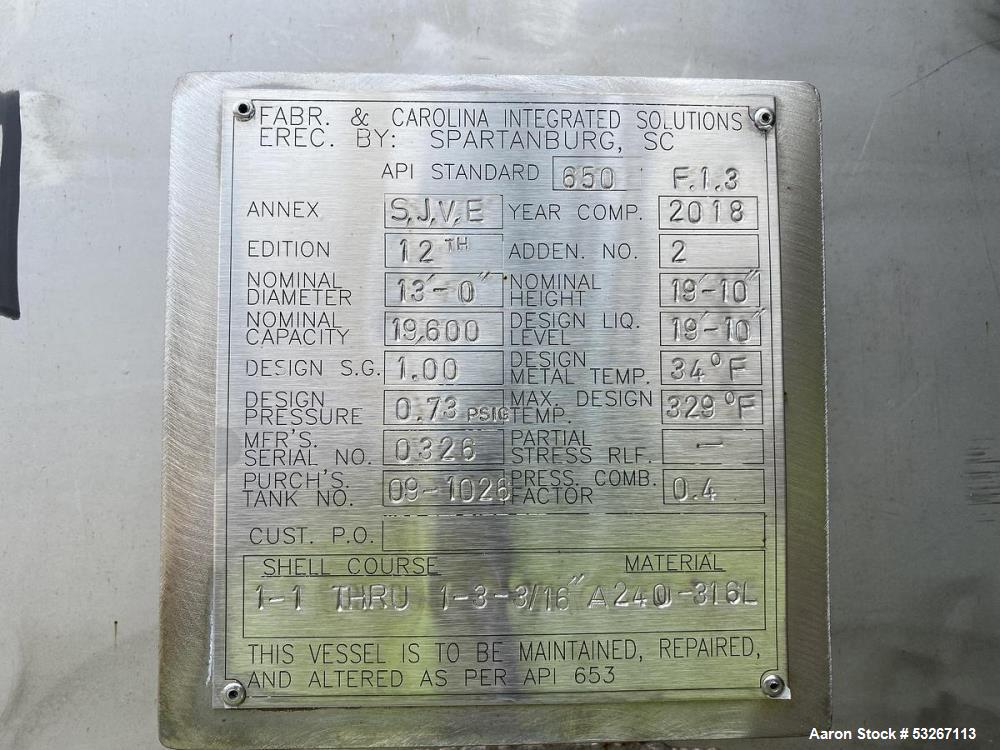 FABR. & CAROLINA INTEGRATED SOLUTIONS
EREC. BY: SPARTANBURG, SC
API STANDARD 650 F.1.3
ANNEX S,J,V,E YEAR COMP. 2018
EDITION 12TH ADDEN. NO. 2
NOMINAL DIAMETER 13'-0" NOMINAL HEIGHT 19'-10"
NOMINAL CAPACITY 19,600 DESIGN LIQ. LEVEL 19'-10"
DESIGN S.G. 1.00 DESIGN METAL TEMP. 34°F
DESIGN PRESSURE 0.73 PSIG MAX. DESIGN TEMP. 329°F
MFR'S. SERIAL NO. 0326 PARTIAL STRESS RLF. -
PURCH'S. TANK NO. 09-1026 PRESS. COMB. FACTOR 0.4
CUST. P.O.
SHELL COURSE MATERIAL
1-1 THRU 1-3-3/16" A240-316L
THIS VESSEL IS TO BE MAINTAINED, REPAIRED,
AND ALTERED AS PER API 653
Aaron Stock # 53267113